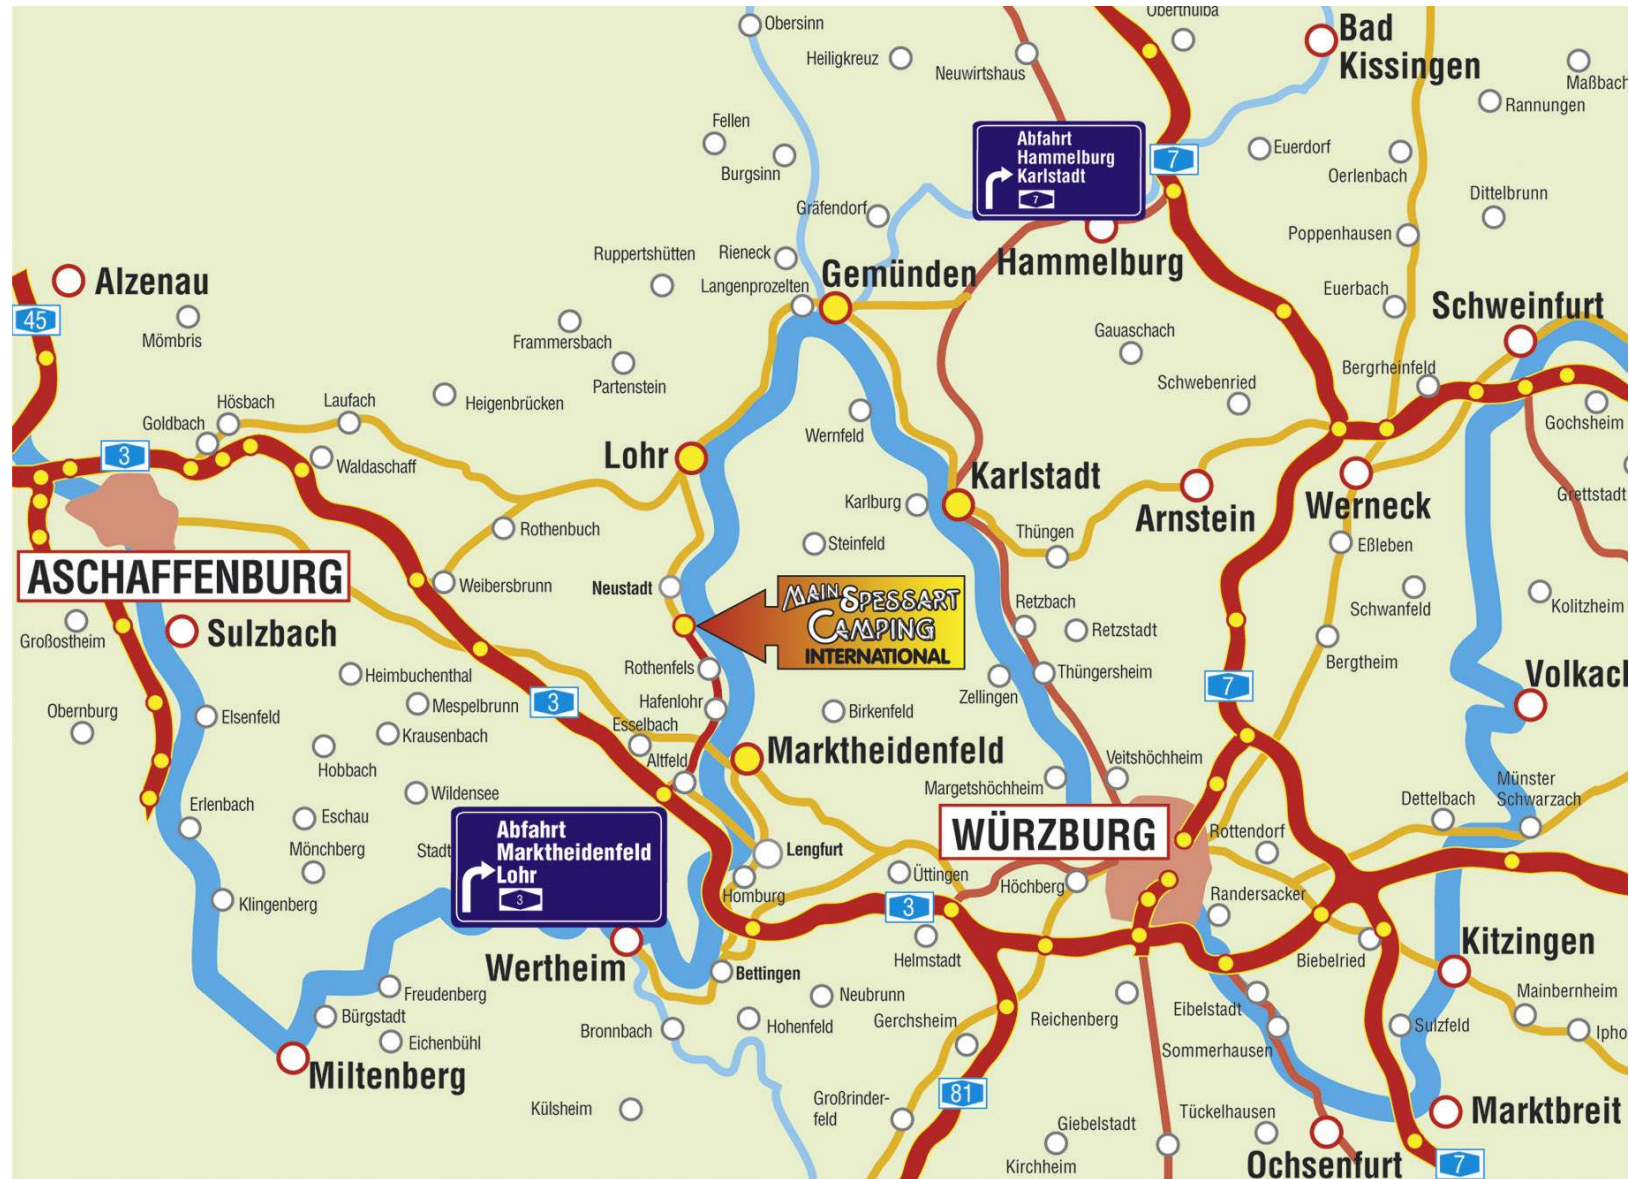 Obersinn
Oberthulba
Bad
Kissingen
Heiligkreuz
Neuwirtshaus
Maßbach
Rannungen
Fellen
Burgsinn
Abfahrt
Hammelburg
Karlstadt
7
7
Euerdorf
Oerlenbach
Dittelbrunn
Gräfendorf
Poppenhausen
Ruppertshütten
Rieneck
Langenprozelten
Gemünden
Hammelburg
Alzenau
45
Mömbris
Euerbach
Schweinfurt
Frammersbach
Partenstein
Gauaschach
Schwebenried
Bergrheinfeld
Gochsheim
Heigenbrücken
Laufach
Hösbach
Goldbach
3
Waldaschaff
Lohr
Wernfeld
Karlstadt
Karlburg
Arnstein
Werneck
Grettstadt
Rothenbuch
Steinfeld
Thüngen
Eßleben
ASCHAFFENBURG
Weibersbrunn
Neustadt
MAIN SPESSART
CAMPING
INTERNATIONAL
Retzbach
Retzstadt
Schwanfeld
Kolitzheim
Großostheim
Sulzbach
Rothenfels
Thüngersheim
Bergtheim
Heimbuchenthal
Mespelbrunn
3
Hafenlohr
Birkenfeld
Zellingen
7
Volkach
Obernburg
Elsenfeld
Krausenbach
Hobbach
Esselbach
Altfeld
Marktheidenfeld
Veitshöchheim
Margetshöchheim
Münster
Schwarzach
Dettelbach
Wildensee
Erlenbach
Eschau
Mönchberg
Stadt
Abfahrt
Marktheidenfeld
Lohr
3
Lengfurt
WÜRZBURG
Rottendorf
Homburg
Üttingen
Höchberg
Randersacker
Klingenberg
3
Helmstadt
Biebelried
Kitzingen
Wertheim
Bettingen
Freudenberg
Bürgstadt
Eichenbühl
Neubrunn
Hohenfeld
Bronnbach
Gerchsheim
Reichenberg
Eibelstadt
Sommerhausen
Mainbernheim
Sulzfeld
Ipho
Miltenberg
Külsheim
81
Großrinder-
feld
Giebelstadt
Kirchheim
Tückelhausen
Ochsenfurt
Marktbreit
7